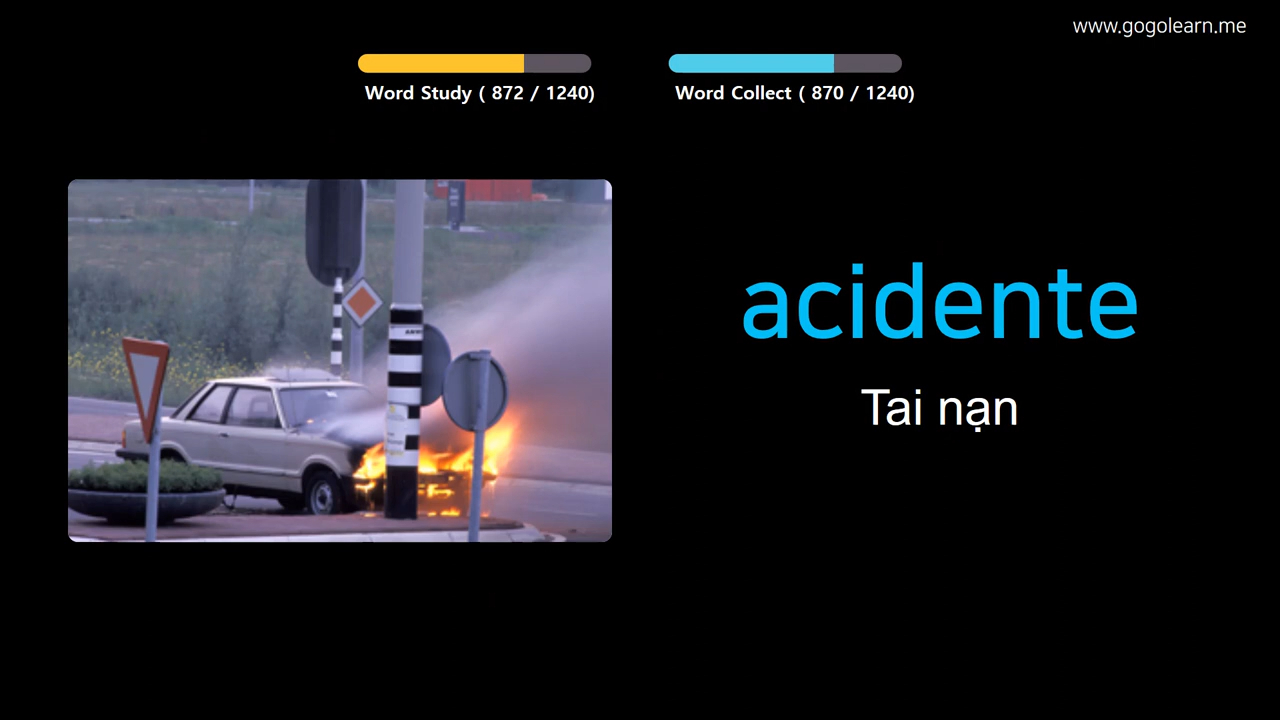 www.gogolearn.me
Word Study ( 872 / 1240)
Word Collect ( 870 / 1240)
acidente
Tai nạn